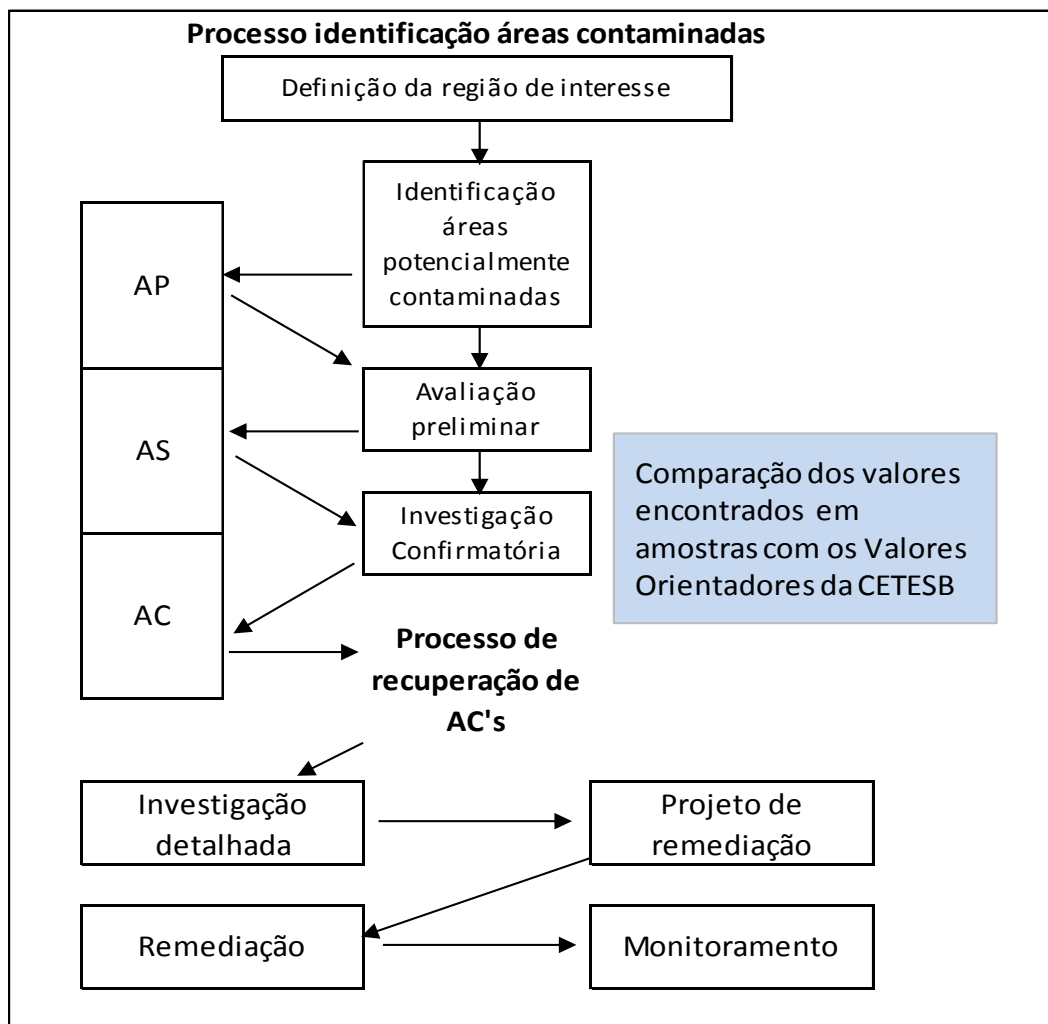 Processo identificação áreas contaminadas
Definição da região de interesse
Identificação
áreas
potencialmente
contaminadas
AP
Avaliação
preliminar
AS
Investigação
Confirmatória
Comparação dos valores
encontrados em
amostras com os Valores
Orientadores da CETESB
AC
Processo de
recuperação de
AC's
Investigação
detalhada
Projeto de
remediação
Remediação
Monitoramento